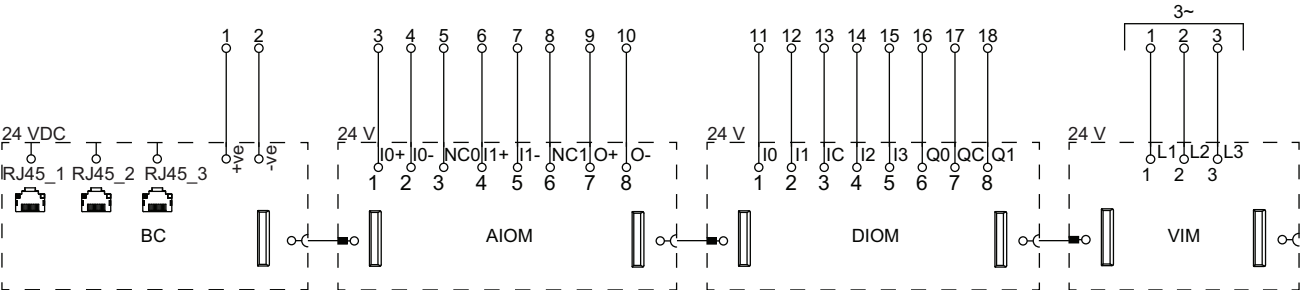 3~
1 2 3 4 5 6 7 8 9 10 11 12 13 14 15 16 17 18 1 2 3
24 VDC 24 V 24 V 24 V
+ve -ve I0+ I0- NC0 I1+ I1- NC1 O+ O- I0 I1 IC I2 I3 Q0 QC Q1 L1 L2 L3
RJ45_1 RJ45_2 RJ45_3 1 2 3 4 5 6 7 8 1 2 3 4 5 6 7 8 1 2 3
BC AIOM DIOM VIM